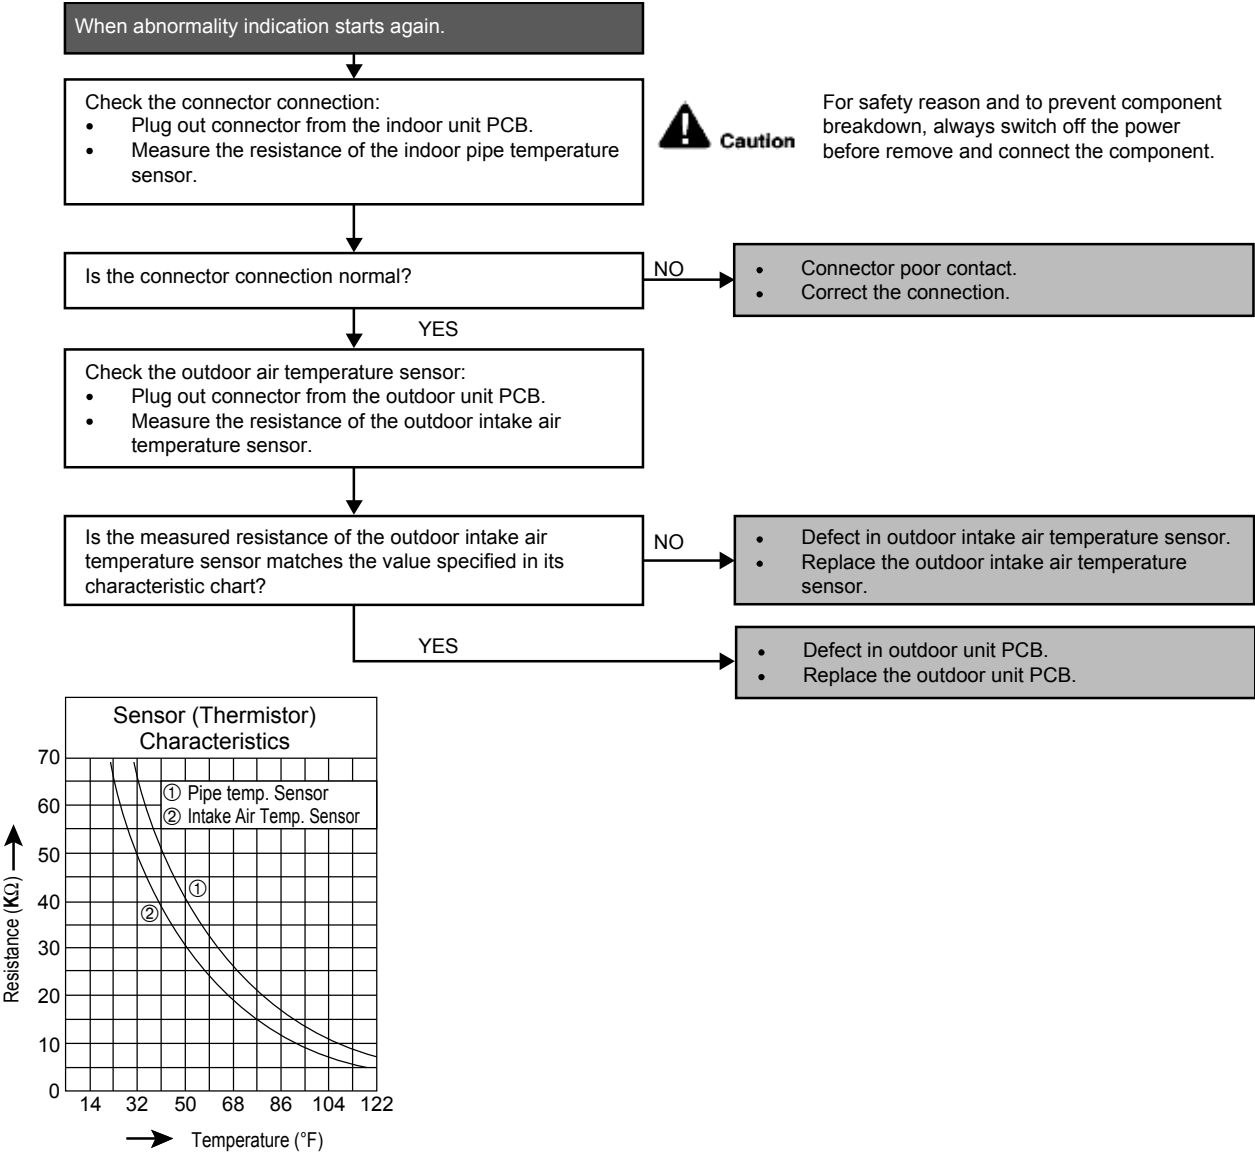 When abnormality indication starts again.
Check the connector connection:
• Plug out connector from the indoor unit PCB.
• Measure the resistance of the indoor pipe temperature
sensor.
Caution
For safety reason and to prevent component
breakdown, always switch off the power
before remove and connect the component.
Is the connector connection normal?
NO
• Connector poor contact.
• Correct the connection.
YES
Check the outdoor air temperature sensor:
• Plug out connector from the outdoor unit PCB.
• Measure the resistance of the outdoor intake air
temperature sensor.
Is the measured resistance of the outdoor intake air
temperature sensor matches the value specified in its
characteristic chart?
NO
• Defect in outdoor intake air temperature sensor.
• Replace the outdoor intake air temperature
sensor.
YES
• Defect in outdoor unit PCB.
• Replace the outdoor unit PCB.
Sensor (Thermistor)
Characteristics
① Pipe temp. Sensor
② Intake Air Temp. Sensor
70
60
50
40
30
20
10
0
Resistance (KΩ)
①
②
14 32 50 68 86 104 122
Temperature (°F)